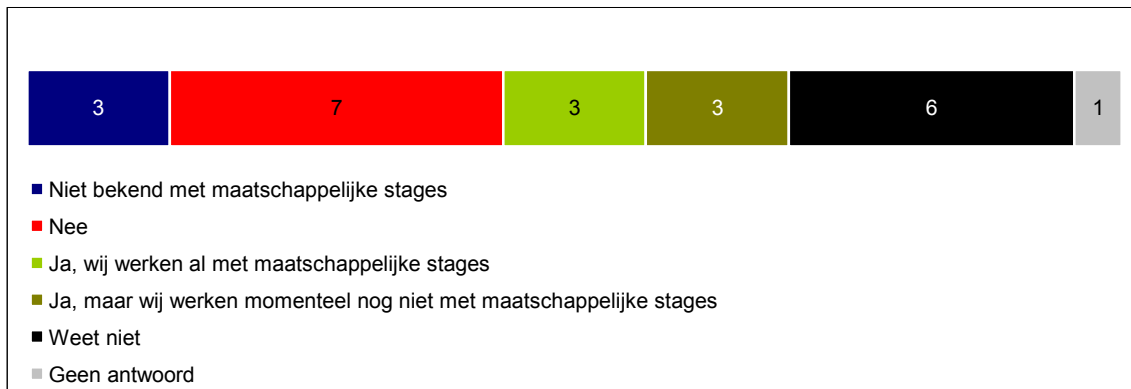 3 7 3 3 6 1
Niet bekend met maatschappelijke stages
Nee
Ja, wij werken al met maatschappelijke stages
Ja, maar wij werken momenteel nog niet met maatschappelijke stages
Weet niet
Geen antwoord